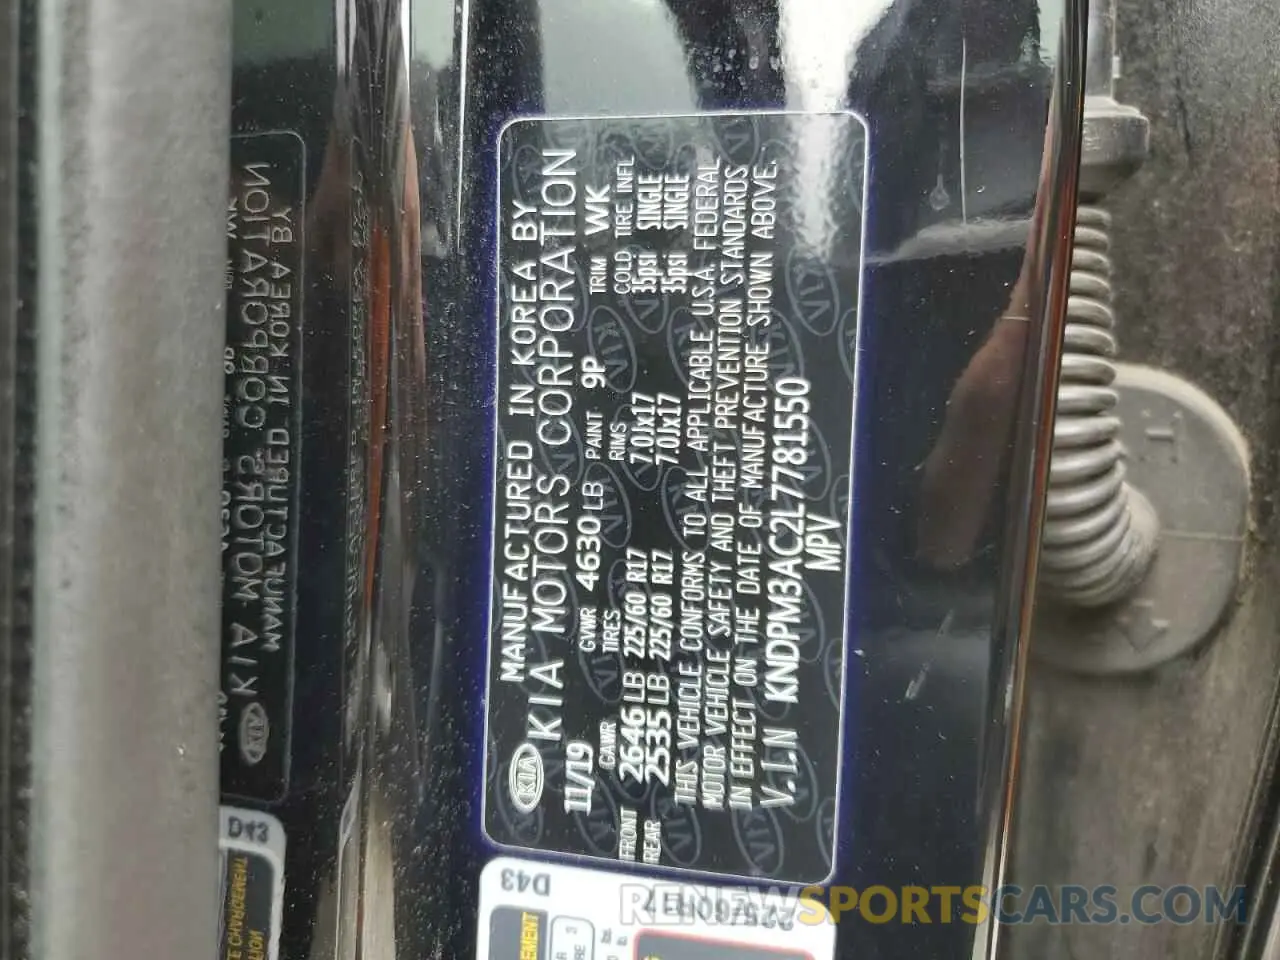 KIA MANUFACTURED IN KOREA BY
KIA MOTORS CORPORATION
11/19 GVWR 4630 LB PAINT 9P TRIM WK
GAWR TIRES RIMS COLD TIRE INFL
FRONT 2646 LB 225/60 R17 7.0Jx17 35psi SINGLE
REAR 2535 LB 225/60 R17 7.0Jx17 35psi SINGLE
THIS VEHICLE CONFORMS TO ALL APPLICABLE U.S.A. FEDERAL
MOTOR VEHICLE SAFETY AND THEFT PREVENTION STANDARDS
IN EFFECT ON THE DATE OF MANUFACTURE SHOWN ABOVE.
V.I.N KNDPM3AC2L7781550
MPV
D43
225/60R17
RENEWSPORTSCARS.COM